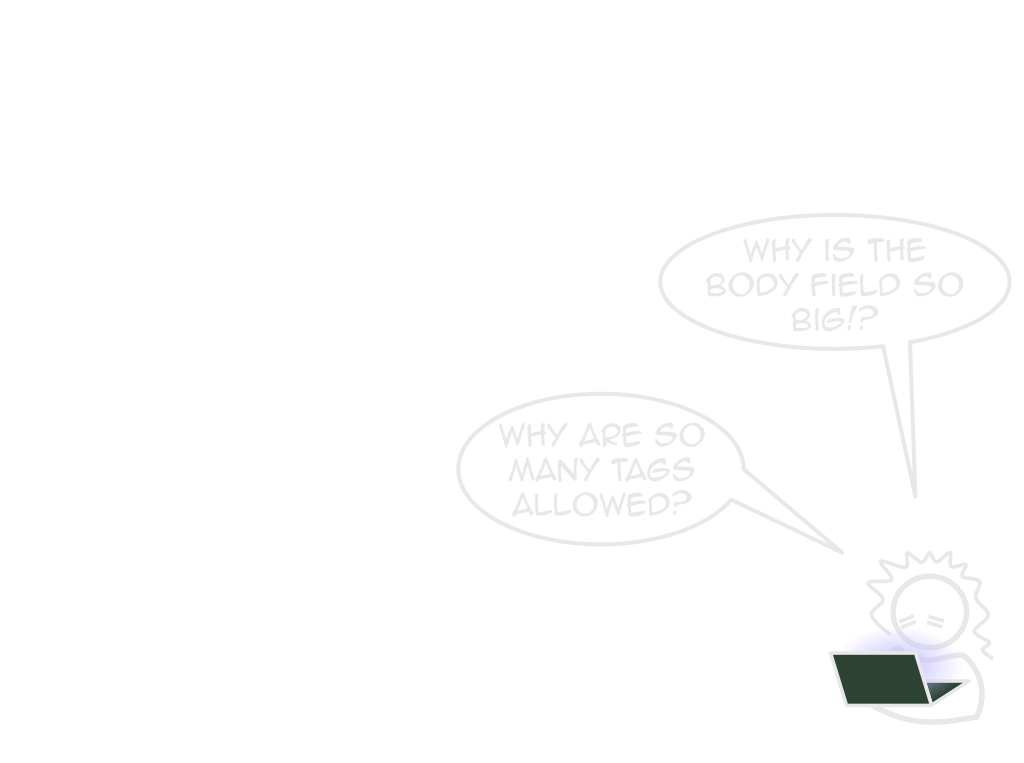 WHY IS THE
BODY FIELD SO
BIG!?
WHY ARE SO
MANY TAGS
ALLOWED?